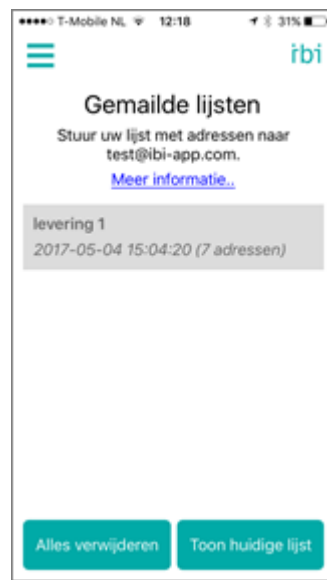 T-Mobile NL 12:18 31%
ibi
Gemailde lijsten
Stuur uw lijst met adressen naar
test@ibi-app.com.
Meer informatie..
levering 1
2017-05-04 15:04:20 (7 adressen)
Alles verwijderen Toon huidige lijst